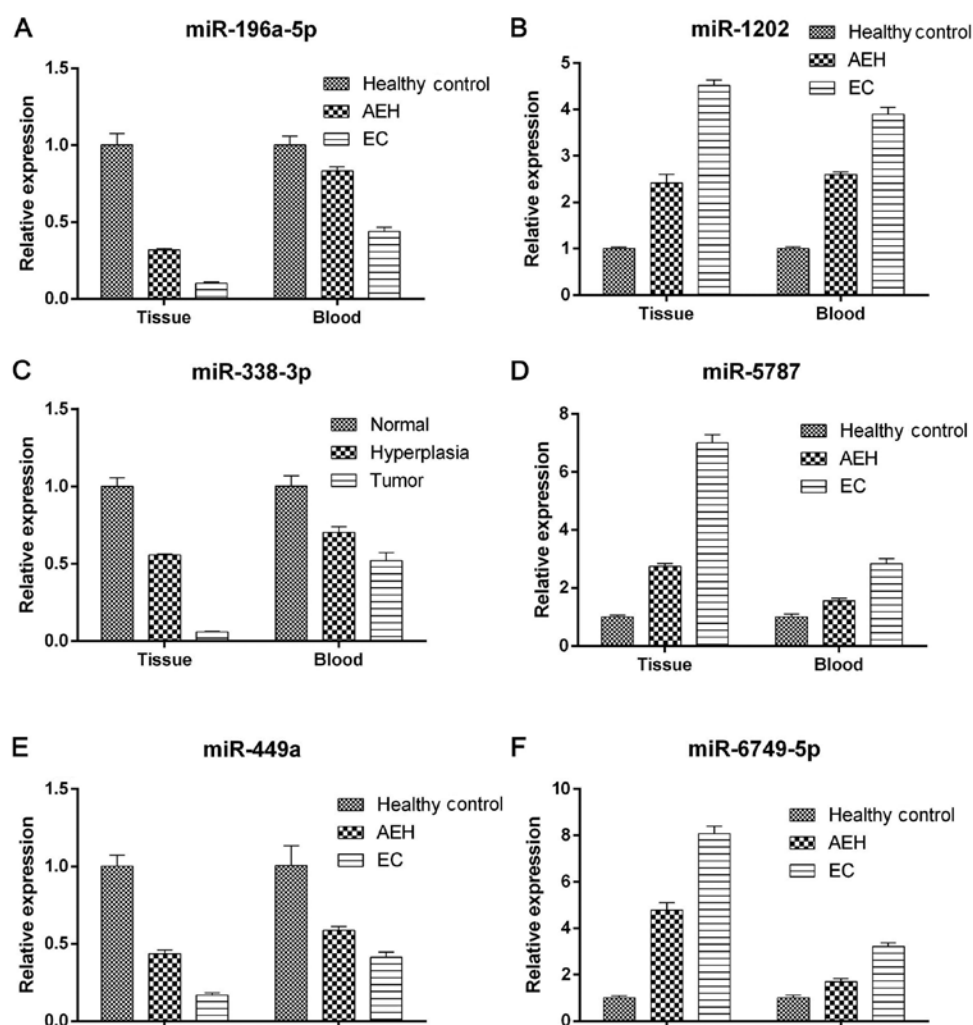 A
miR-196a-5p
Healthy control
AEH
EC
Relative expression
1.5
1.0
0.5
0.0
Tissue
Blood
B
miR-1202
Healthy control
AEH
EC
Relative expression
5
4
2
1
0
Tissue
Blood
C
miR-338-3p
Normal
Hyperplasia
Tumor
Relative expression
1.5
1.0
0.5
0.0
Tissue
Blood
D
miR-5787
Healthy control
AEH
EC
Relative expression
8
6
4
2
0
Tissue
Blood
E
miR-449a
Healthy control
AEH
EC
Relative expression
1.5
1.0
0.5
0.0
F
miR-6749-5p
Healthy control
AEH
EC
Relative expression
10
8
6
4
2
0